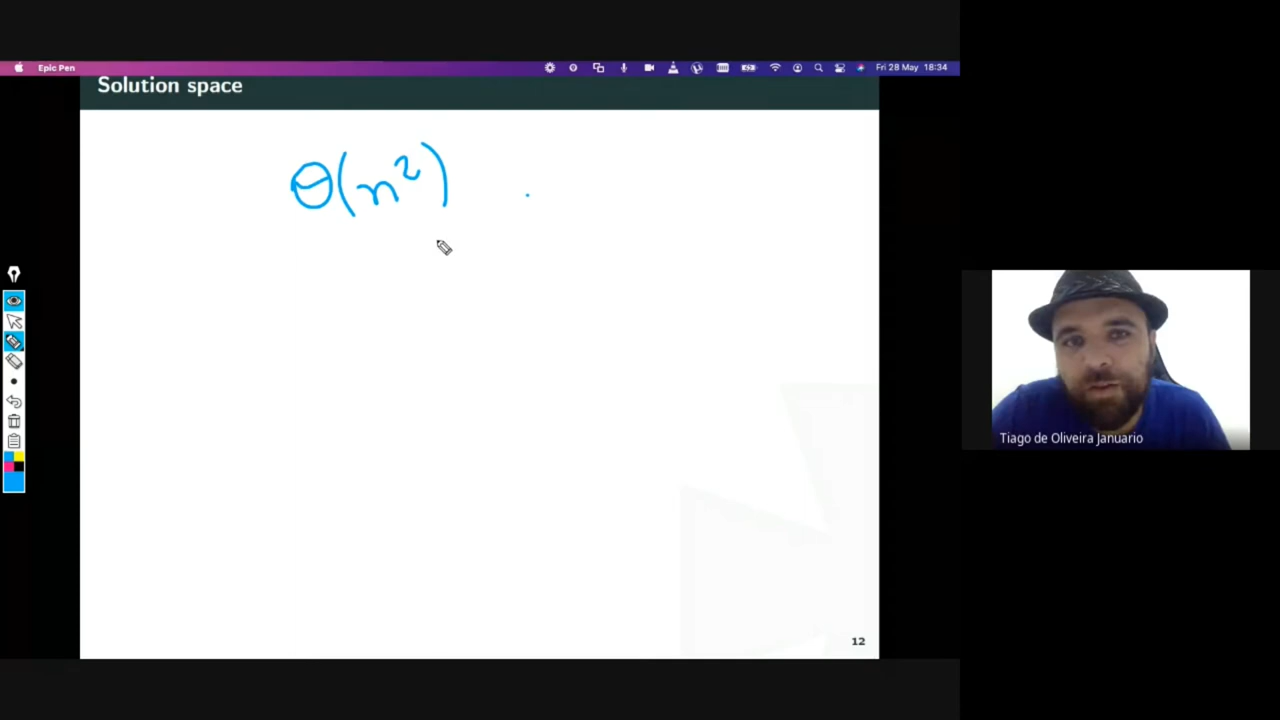 Epic Pen Fri 28 May 18:34
Solution space
Θ(n²) .
Tiago de Oliveira Januario
12